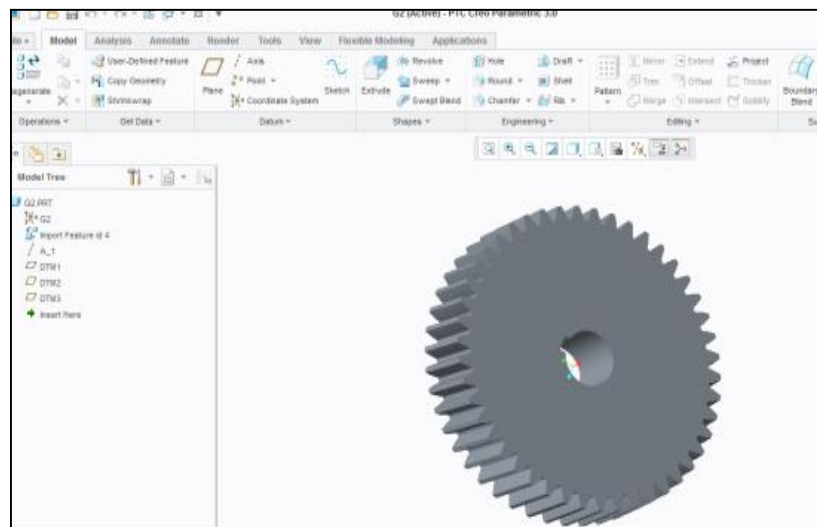 G2 (Active) - PTC Creo Parametric 3.0
Model Analysis Annotate Render Tools View Flexible Modeling Applications
User-Defined Feature Axis Revolve Hole Draft Mirror Extend Project
Copy Geometry Point Sweep Round Shell Trim Offset Thicken
Regenerate Plane Sketch Extrude Pattern Boundary
Shrinkwrap Coordinate System Swept Blend Chamfer Rib Merge Intersect Solidify Blend
Operations Get Data Datum Shapes Engineering Editing
Model Tree
G2.PRT
G2
Import Feature id 4
A_1
DTM1
DTM2
DTM3
Insert Here